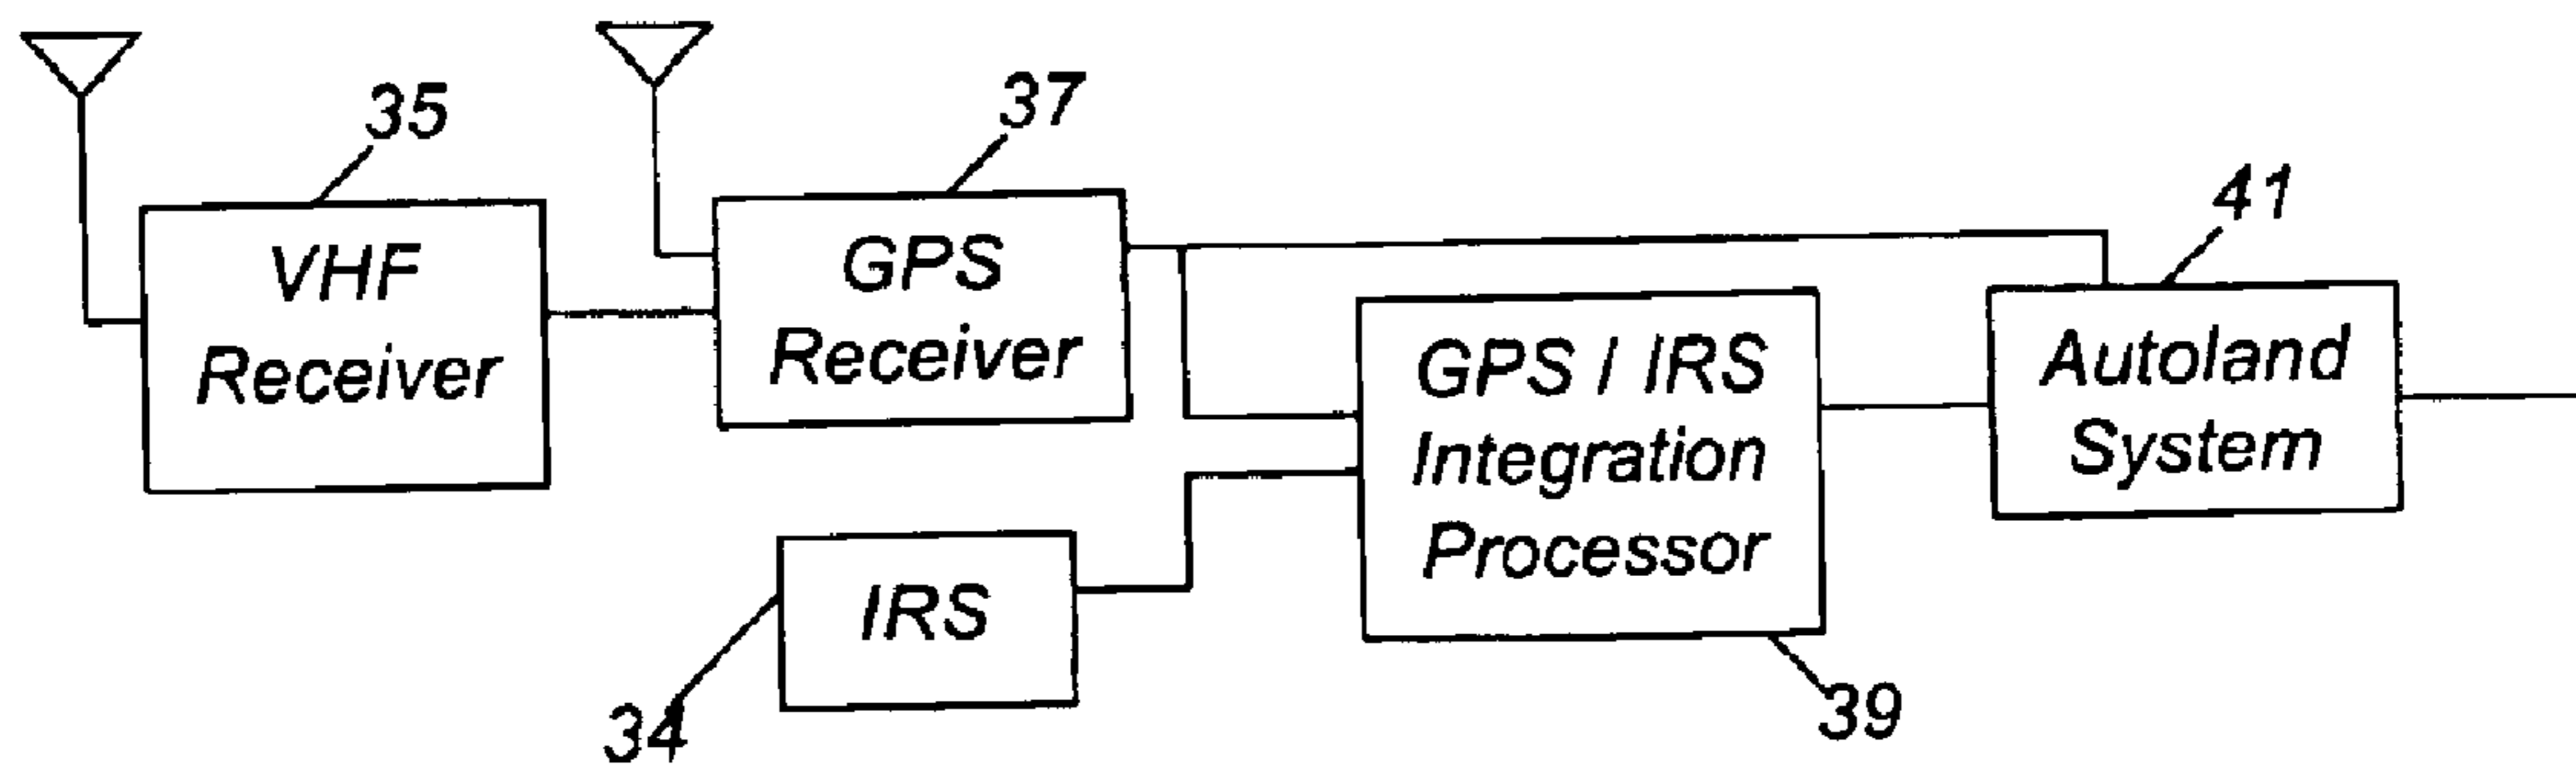 35
37
41
VHF
Receiver
GPS
Receiver
GPS / IRS
Integration
Processor
Autoland
System
IRS
34
39